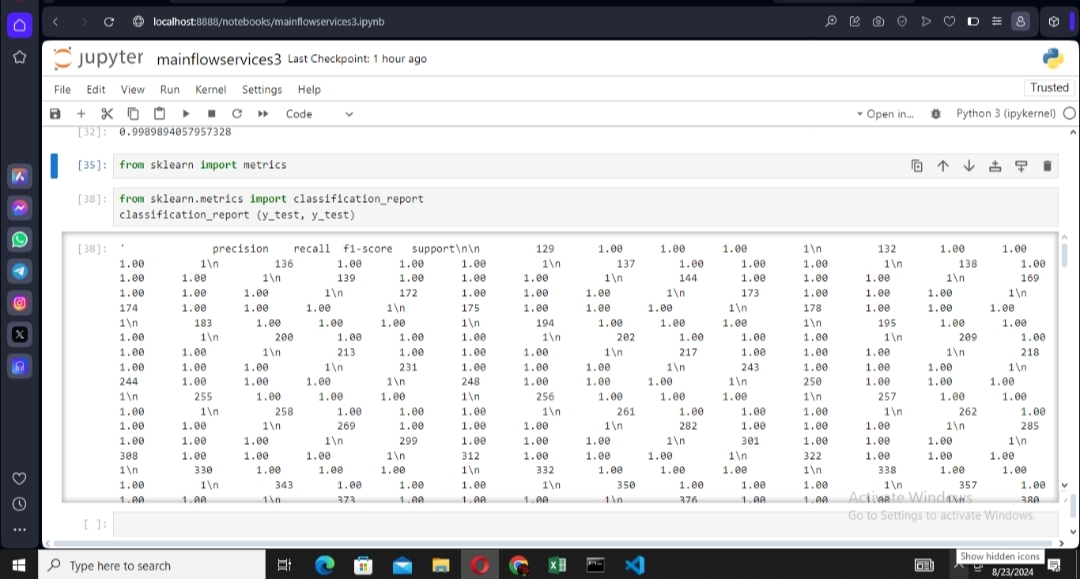 localhost:8888/notebooks/mainflowservices3.ipynb
jupyter mainflowservices3 Last Checkpoint: 1 hour ago
File Edit View Run Kernel Settings Help
Trusted
Code
Open in...
Python 3 (ipykernel)
[32]: 0.9989894057957328
[35]: from sklearn import metrics
[38]: from sklearn.metrics import classification_report
classification_report (y_test, y_test)
[38]: ' precision recall f1-score support\n\n 129 1.00 1.00 1.00 1\n 132 1.00 1.00
1.00 1\n 136 1.00 1.00 1.00 1\n 137 1.00 1.00 1.00 1\n 138 1.00
1.00 1.00 1\n 139 1.00 1.00 1.00 1\n 144 1.00 1.00 1.00 1\n 169
1.00 1.00 1.00 1\n 172 1.00 1.00 1.00 1\n 173 1.00 1.00 1.00 1\n
174 1.00 1.00 1.00 1\n 175 1.00 1.00 1.00 1\n 178 1.00 1.00 1.00
1\n 183 1.00 1.00 1.00 1\n 194 1.00 1.00 1.00 1\n 195 1.00 1.00
1.00 1\n 200 1.00 1.00 1.00 1\n 202 1.00 1.00 1.00 1\n 209 1.00
1.00 1.00 1\n 213 1.00 1.00 1.00 1\n 217 1.00 1.00 1.00 1\n 218
1.00 1.00 1.00 1\n 231 1.00 1.00 1.00 1\n 243 1.00 1.00 1.00 1\n
244 1.00 1.00 1.00 1\n 248 1.00 1.00 1.00 1\n 250 1.00 1.00 1.00
1\n 255 1.00 1.00 1.00 1\n 256 1.00 1.00 1.00 1\n 257 1.00 1.00
1.00 1\n 258 1.00 1.00 1.00 1\n 261 1.00 1.00 1.00 1\n 262 1.00
1.00 1.00 1\n 269 1.00 1.00 1.00 1\n 282 1.00 1.00 1.00 1\n 285
1.00 1.00 1.00 1\n 299 1.00 1.00 1.00 1\n 301 1.00 1.00 1.00 1\n
308 1.00 1.00 1.00 1\n 312 1.00 1.00 1.00 1\n 322 1.00 1.00 1.00
1\n 330 1.00 1.00 1.00 1\n 332 1.00 1.00 1.00 1\n 338 1.00 1.00
1.00 1\n 343 1.00 1.00 1.00 1\n 350 1.00 1.00 1.00 1\n 357 1.00
1.00 1.00 1\n 373 1.00 1.00 1.00 1\n 376 1.00 1.00 1.00 1\n 380
Activate Windows
Go to Settings to activate Windows.
[ ]:
Show hidden icons
Type here to search
8/23/2024